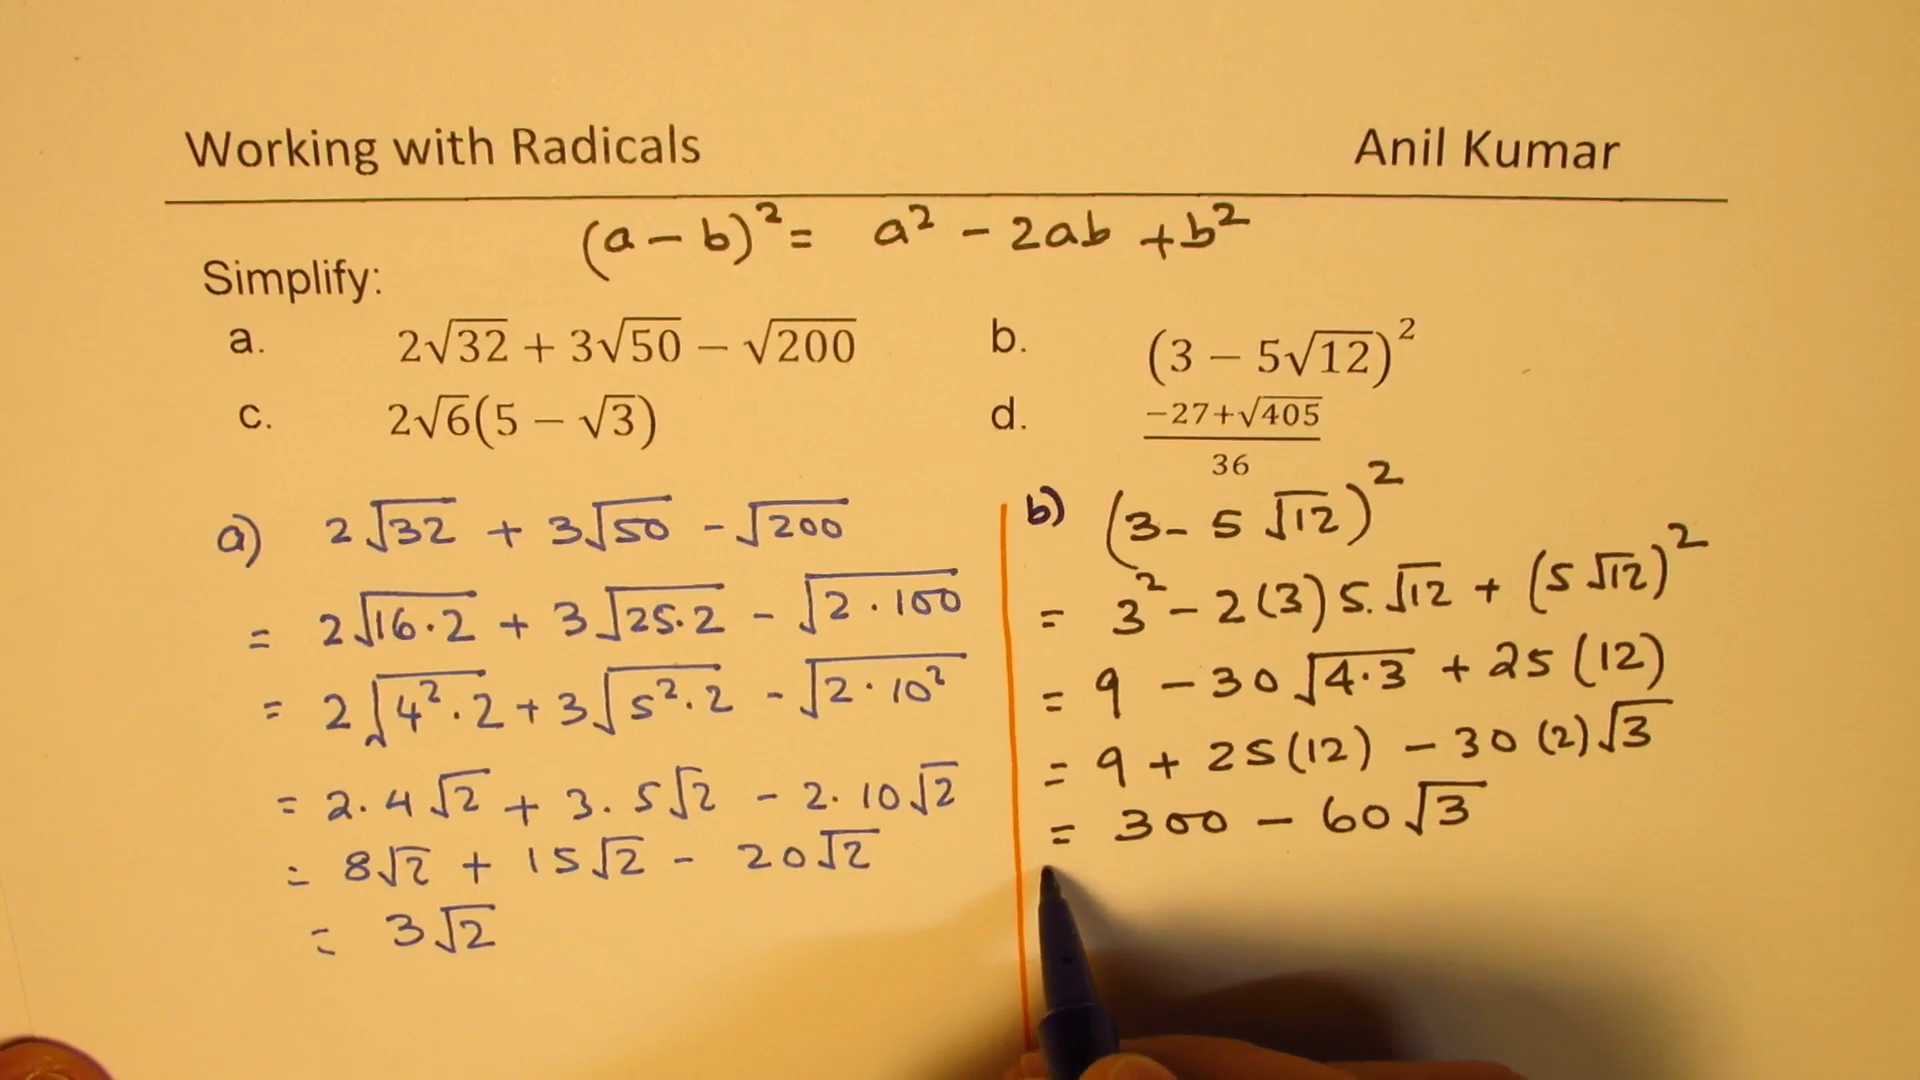 Working with Radicals Anil Kumar
(a - b)² = a² - 2ab + b²
Simplify:
a. 2√32 + 3√50 − √200 b. (3 − 5√12)²
c. 2√6(5 − √3) d. (−27+√405)/36
a) 2√32 + 3√50 - √200
= 2√(16·2) + 3√(25·2) - √(2·100)
= 2√(4²·2) + 3√(5²·2) - √(2·10²)
= 2·4√2 + 3·5√2 - 2·10√2
= 8√2 + 15√2 - 20√2
= 3√2
b) (3 - 5√12)²
= 3² - 2(3)5·√12 + (5√12)²
= 9 - 30√(4·3) + 25(12)
= 9 + 25(12) - 30(2)√3
= 300 - 60√3